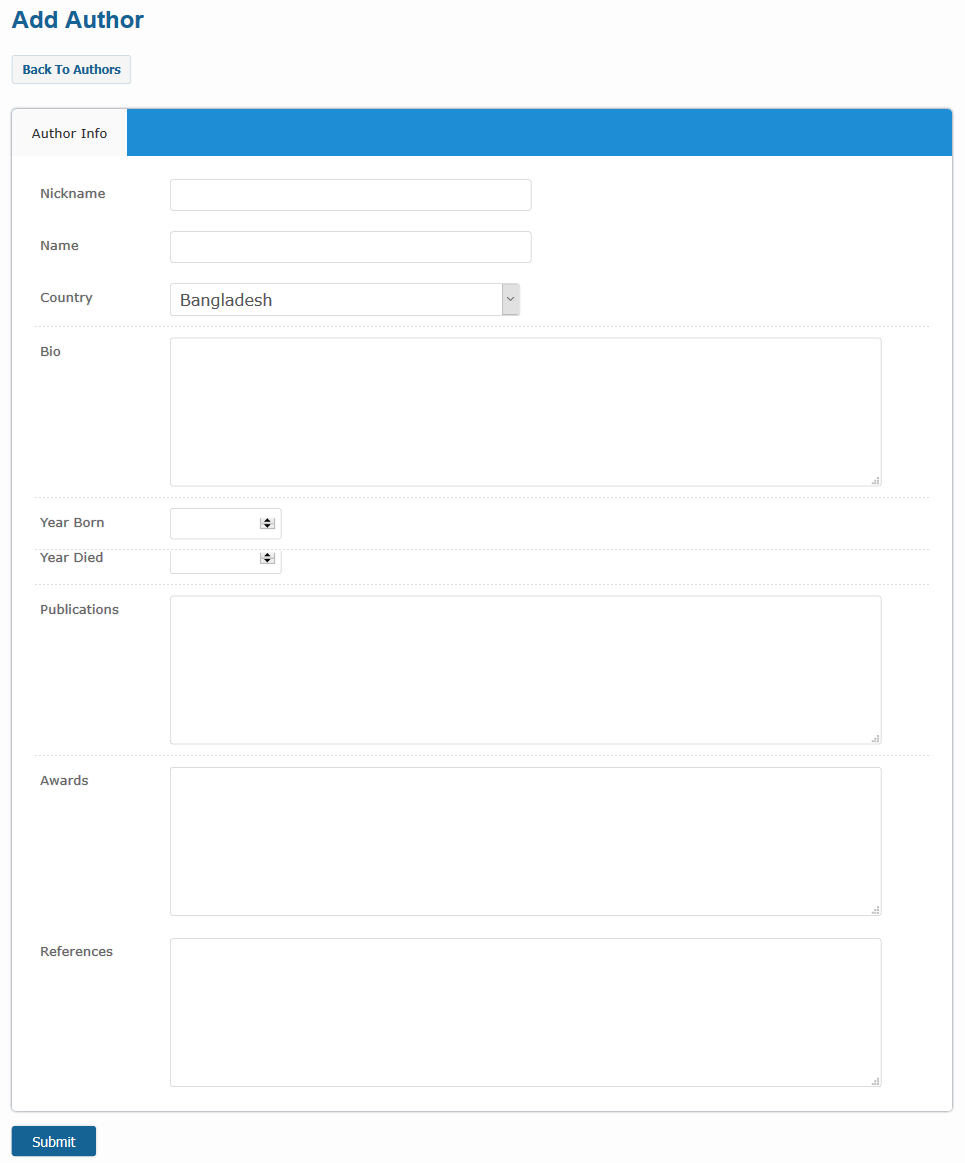 Add Author
Back To Authors
Author Info
Nickname
Name
Country
Bangladesh
Bio
Year Born
Year Died
Publications
Awards
References
Submit